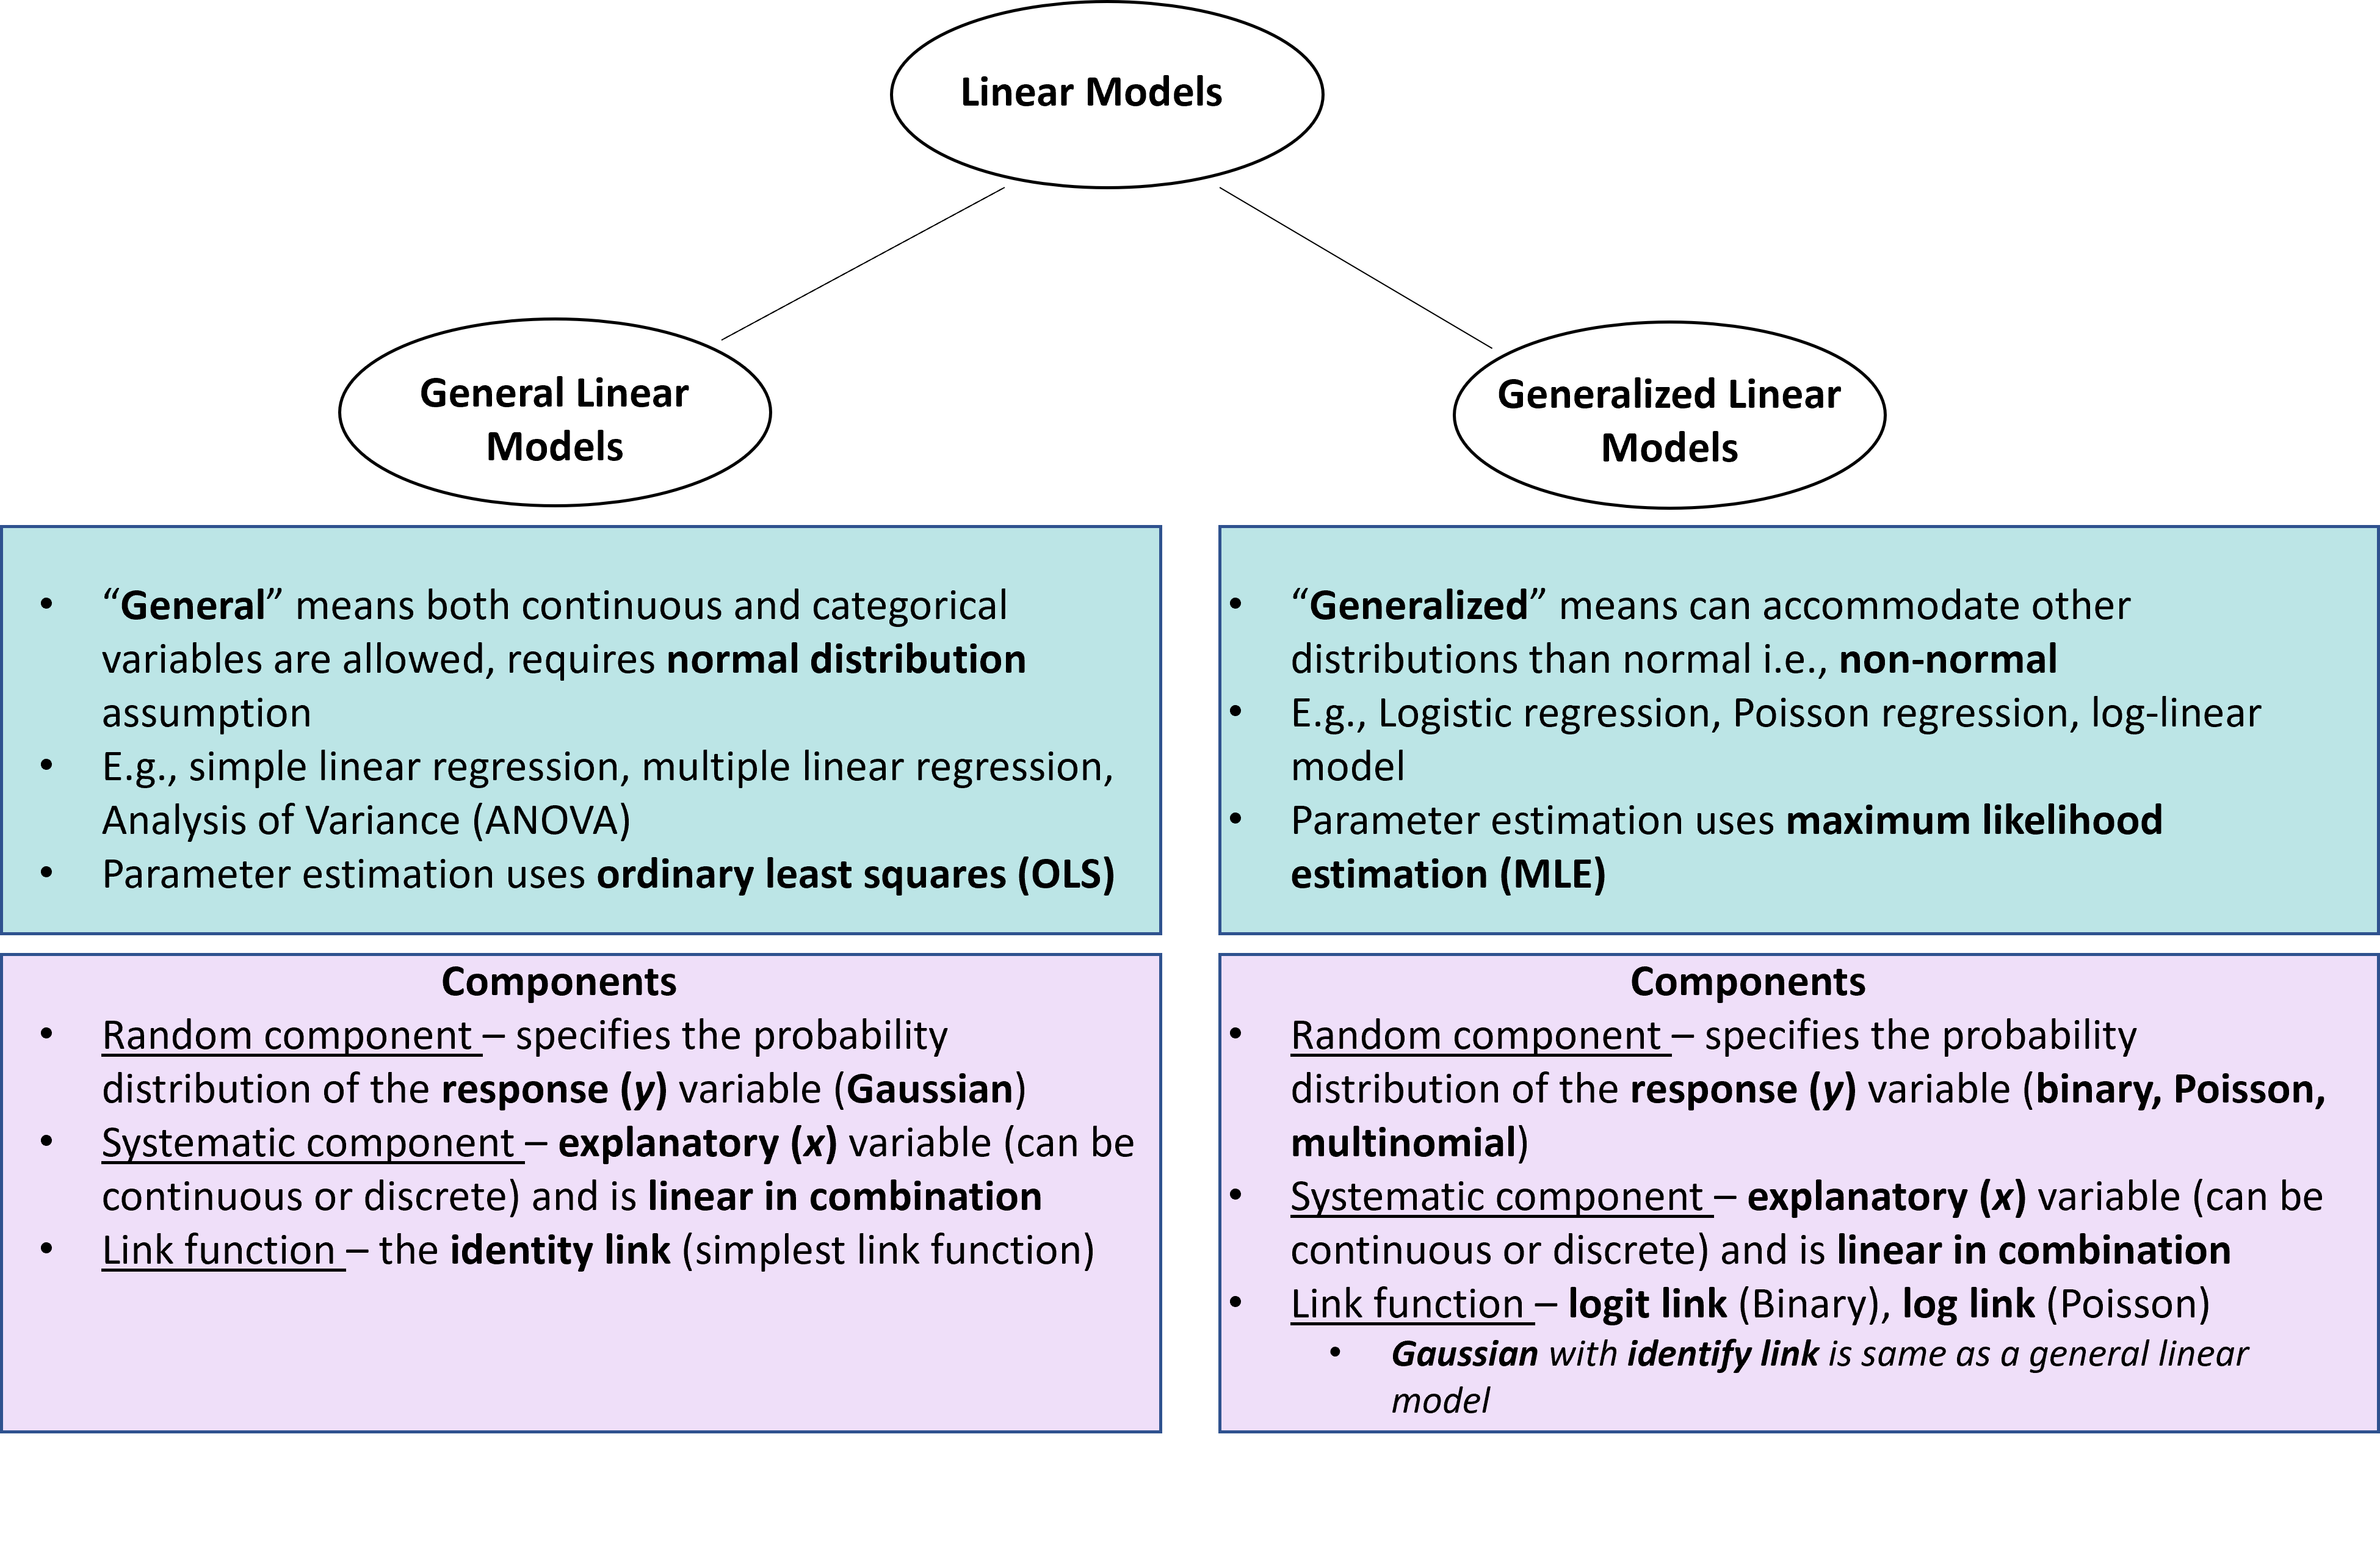 Linear Models
General Linear
Models
Generalized Linear
Models
• “General” means both continuous and categorical
variables are allowed, requires normal distribution
assumption
• E.g., simple linear regression, multiple linear regression,
Analysis of Variance (ANOVA)
• Parameter estimation uses ordinary least squares (OLS)
• “Generalized” means can accommodate other
distributions than normal i.e., non-normal
• E.g., Logistic regression, Poisson regression, log-linear
model
• Parameter estimation uses maximum likelihood
estimation (MLE)
Components
• Random component – specifies the probability
distribution of the response (y) variable (Gaussian)
• Systematic component – explanatory (x) variable (can be
continuous or discrete) and is linear in combination
• Link function – the identity link (simplest link function)
Components
• Random component – specifies the probability
distribution of the response (y) variable (binary, Poisson,
multinomial)
• Systematic component – explanatory (x) variable (can be
continuous or discrete) and is linear in combination
• Link function – logit link (Binary), log link (Poisson)
• Gaussian with identify link is same as a general linear
model